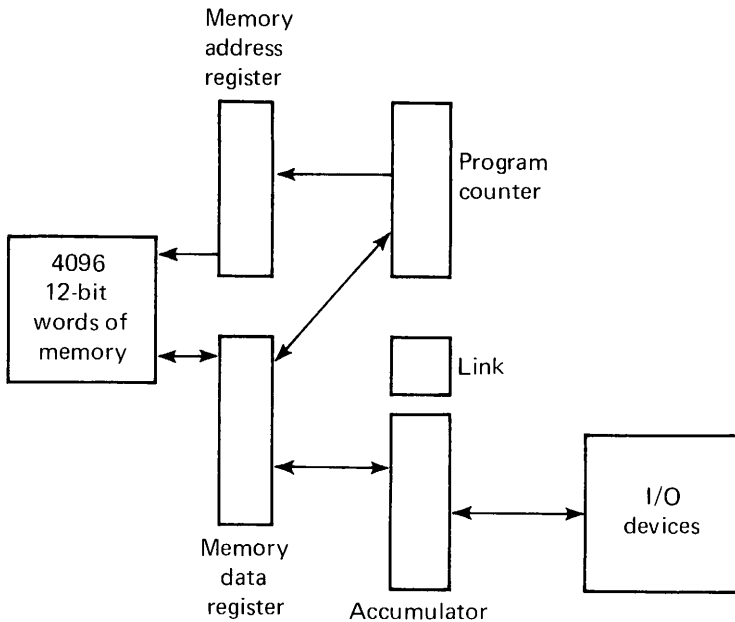 Memory
address
register
Program
counter
4096
12-bit
words of
memory
Link
I/O
devices
Memory
data
register
Accumulator